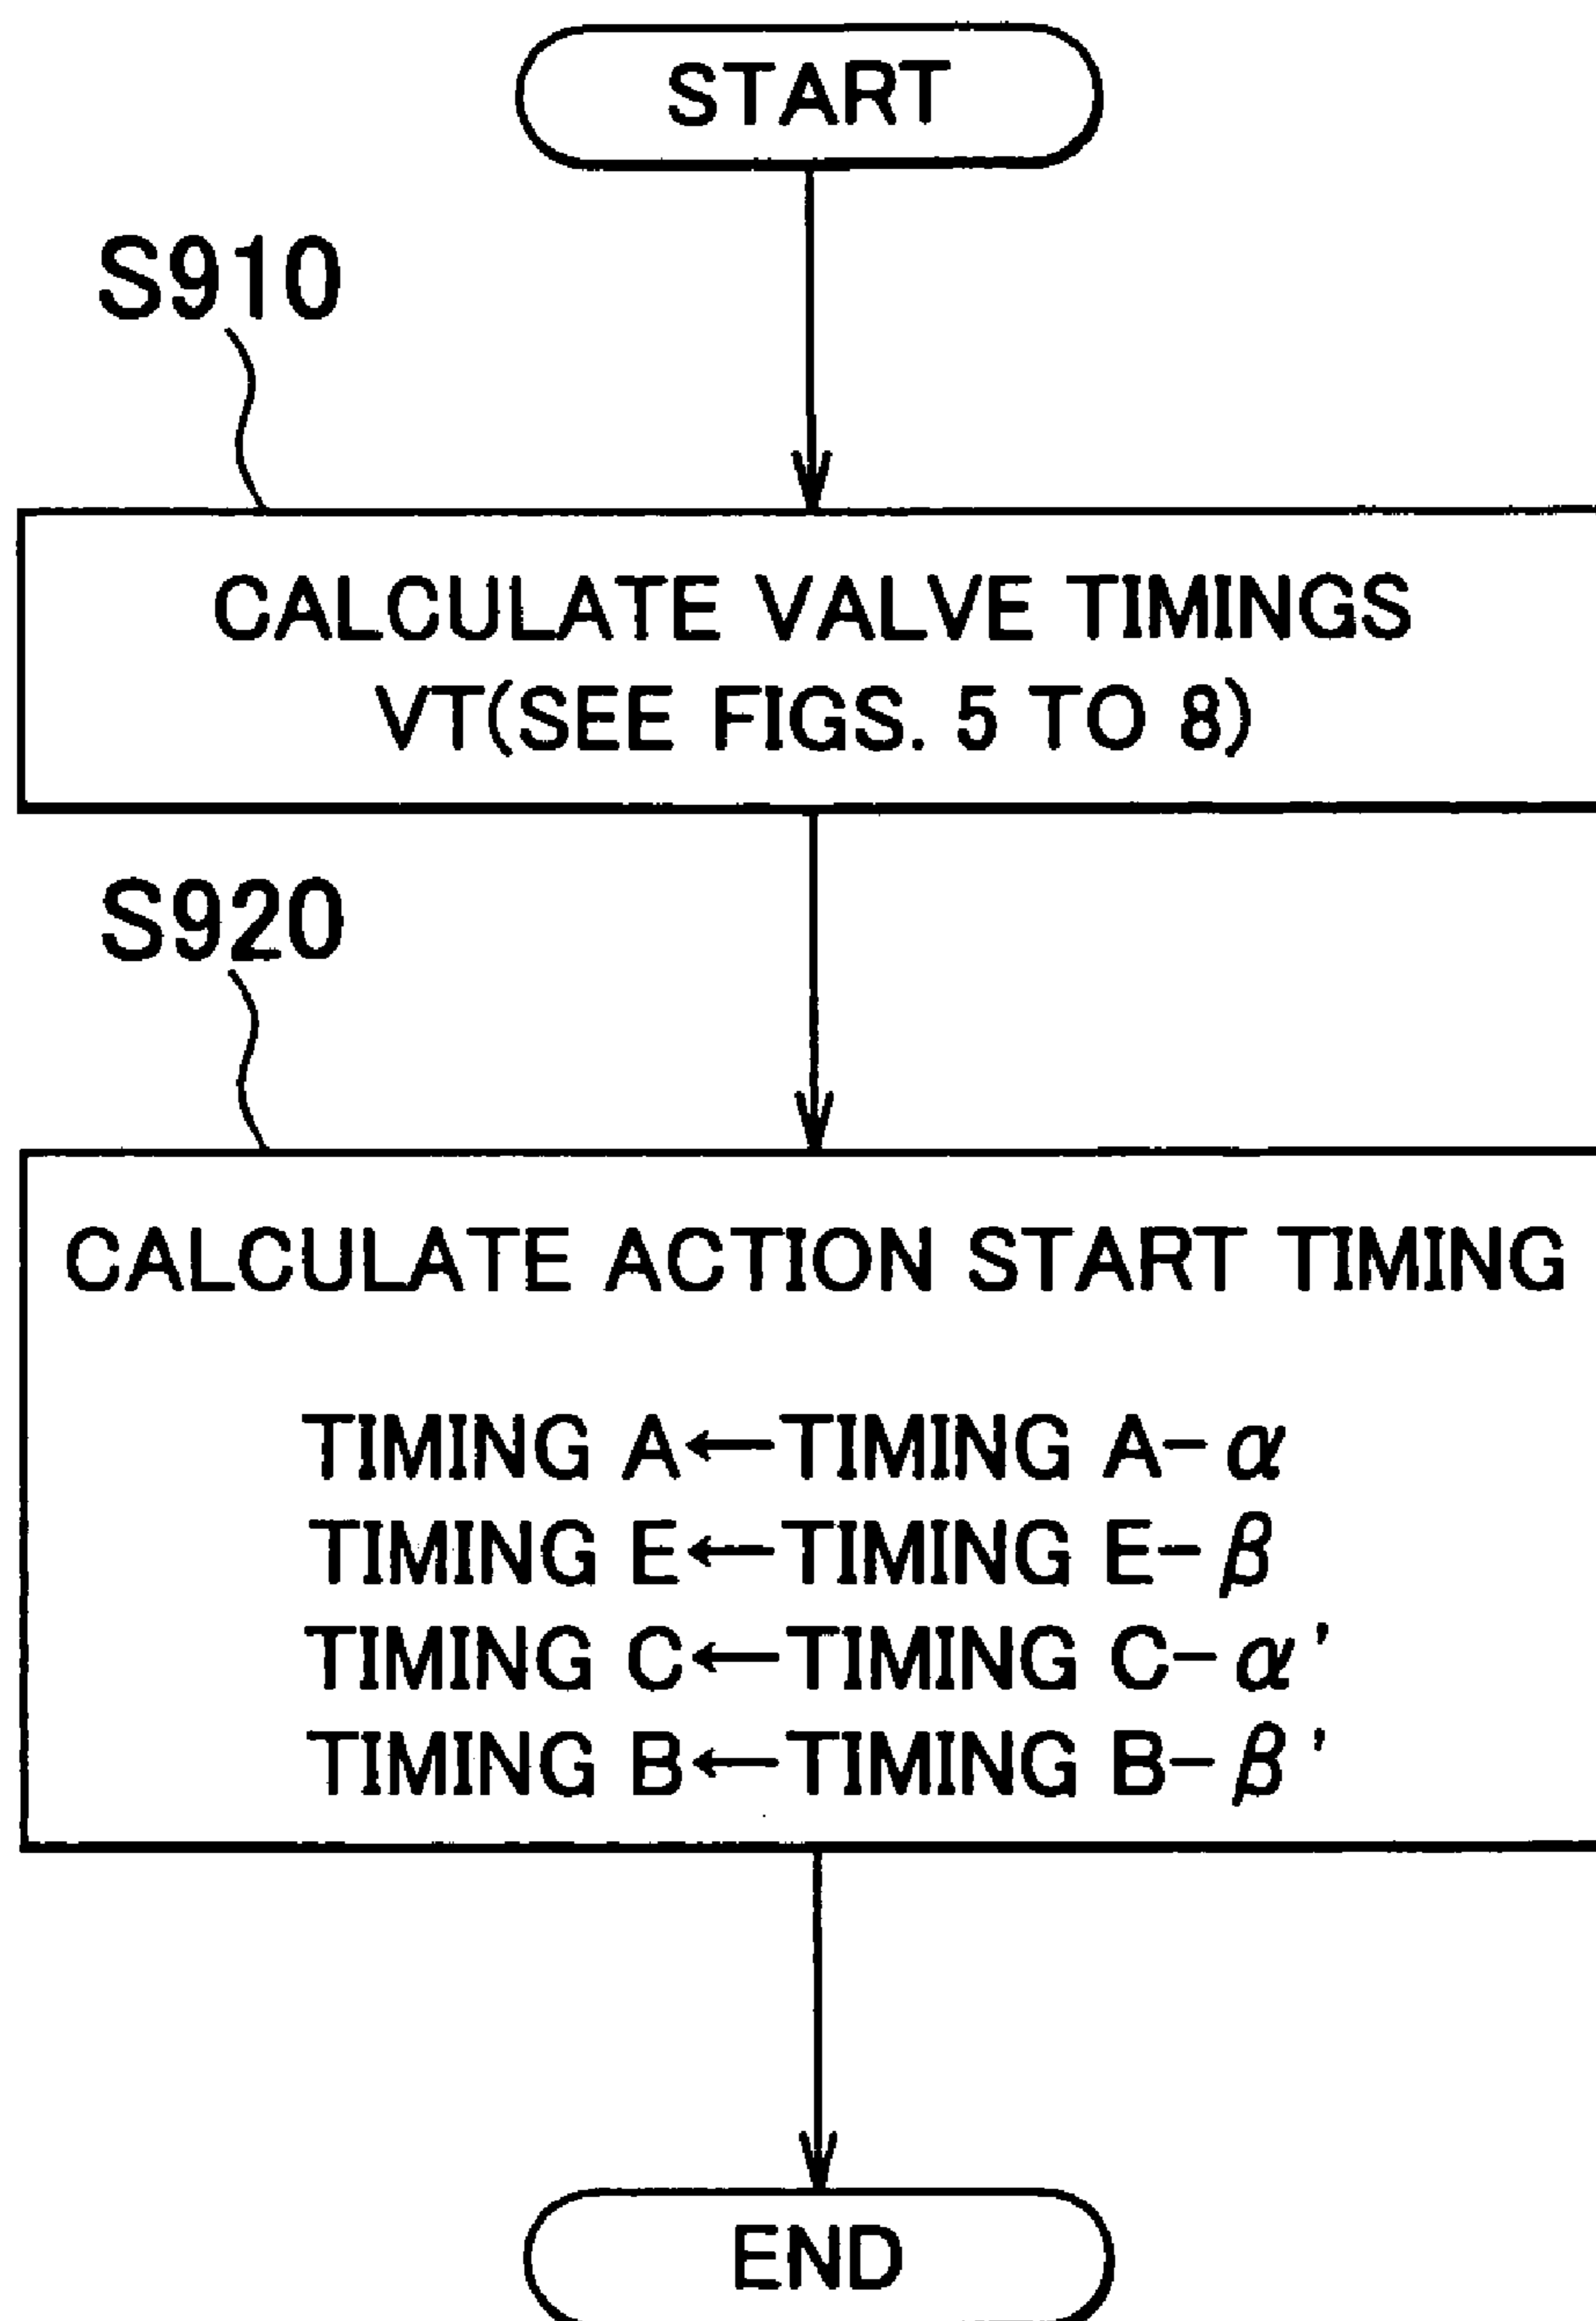 START
S910
CALCULATE VALVE TIMINGS
VT(SEE FIGS. 5 TO 8)
S920
CALCULATE ACTION START TIMING
TIMING A←TIMING A-α
TIMING E←TIMING E-β
TIMING C←TIMING C-α'
TIMING B←TIMING B-β'
END